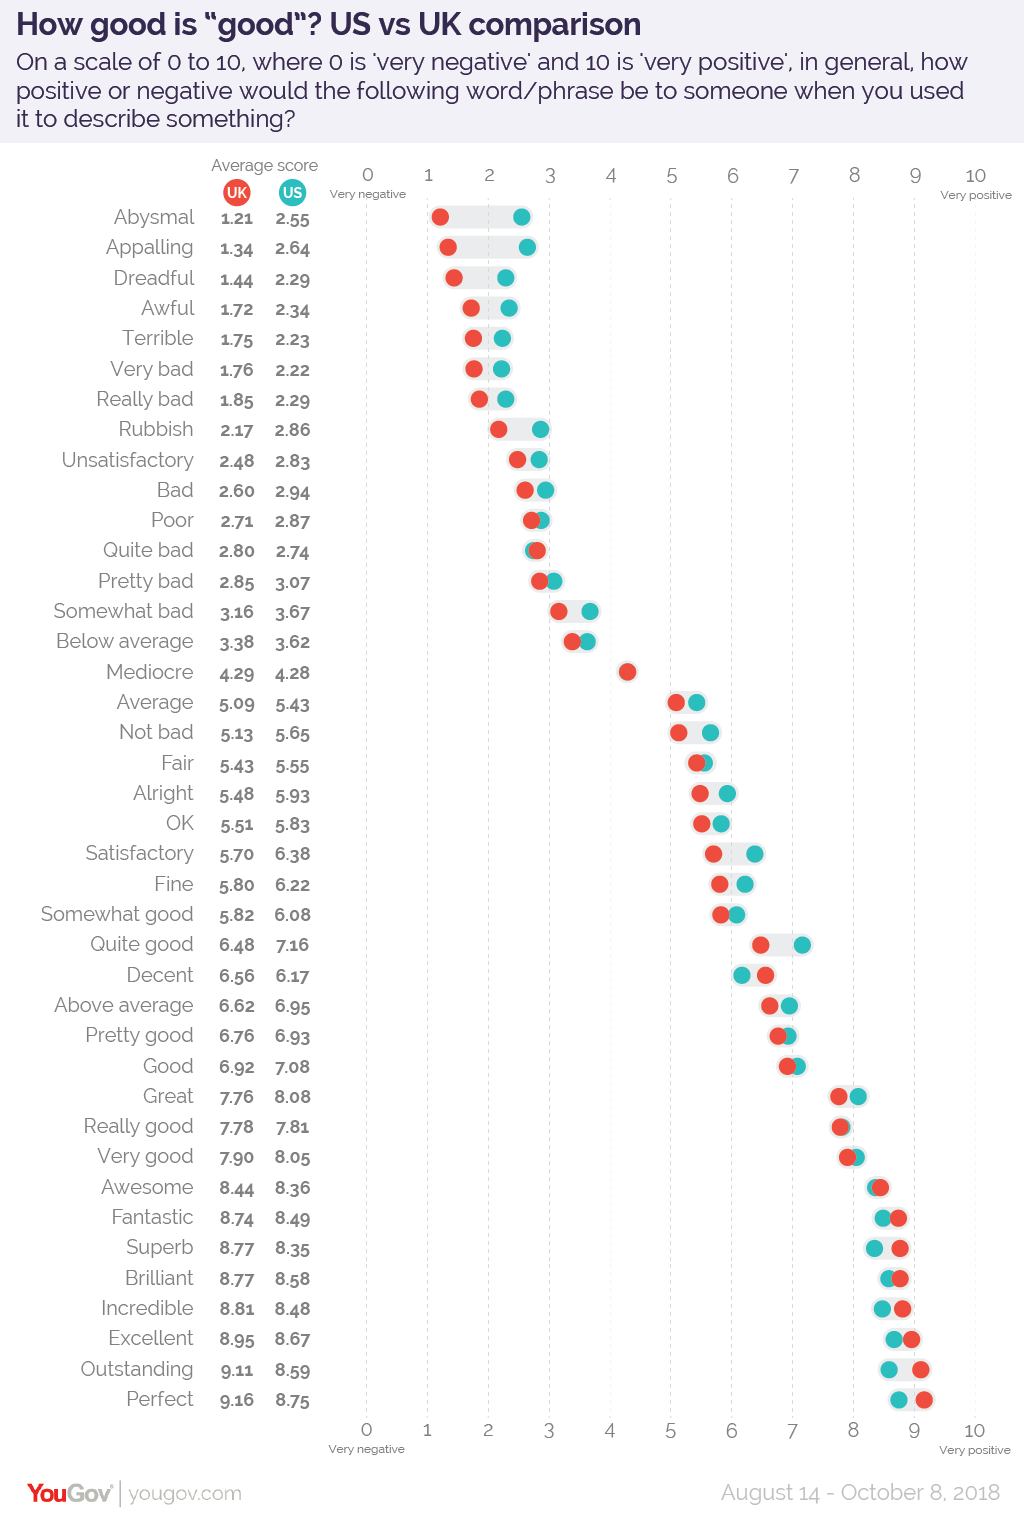 How good is “good”? US vs UK comparison
On a scale of 0 to 10, where 0 is 'very negative' and 10 is 'very positive', in general, how
positive or negative would the following word/phrase be to someone when you used
it to describe something?
Average score
UK US
0 1 2 3 4 5 6 7 8 9 10
Very negative Very positive
Abysmal 1.21 2.55
Appalling 1.34 2.64
Dreadful 1.44 2.29
Awful 1.72 2.34
Terrible 1.75 2.23
Very bad 1.76 2.22
Really bad 1.85 2.29
Rubbish 2.17 2.86
Unsatisfactory 2.48 2.83
Bad 2.60 2.94
Poor 2.71 2.87
Quite bad 2.80 2.74
Pretty bad 2.85 3.07
Somewhat bad 3.16 3.67
Below average 3.38 3.62
Mediocre 4.29 4.28
Average 5.09 5.43
Not bad 5.13 5.65
Fair 5.43 5.55
Alright 5.48 5.93
OK 5.51 5.83
Satisfactory 5.70 6.38
Fine 5.80 6.22
Somewhat good 5.82 6.08
Quite good 6.48 7.16
Decent 6.56 6.17
Above average 6.62 6.95
Pretty good 6.76 6.93
Good 6.92 7.08
Great 7.76 8.08
Really good 7.78 7.81
Very good 7.90 8.05
Awesome 8.44 8.36
Fantastic 8.74 8.49
Superb 8.77 8.35
Brilliant 8.77 8.58
Incredible 8.81 8.48
Excellent 8.95 8.67
Outstanding 9.11 8.59
Perfect 9.16 8.75
0 1 2 3 4 5 6 7 8 9 10
Very negative Very positive
YouGov yougov.com August 14 - October 8, 2018